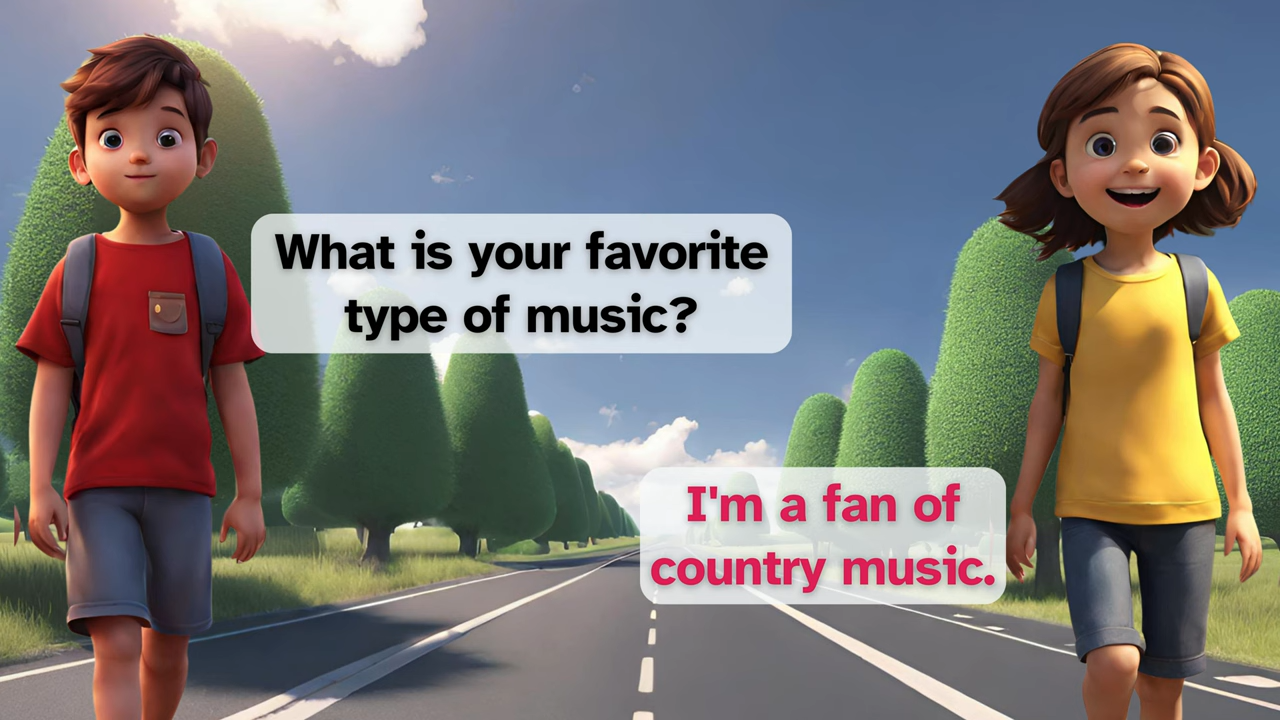 What is your favorite
type of music?
I'm a fan of
country music.